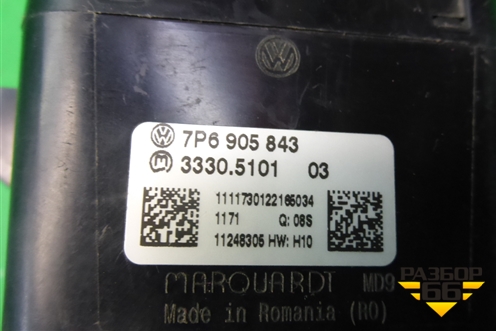 7P6 905 843
3330.5101 03
1111730122165034
1171 Q: 08S
11248305 HW: H10
MARQUARDT MD9
Made in Romania (RO)
РАЗБОР
66